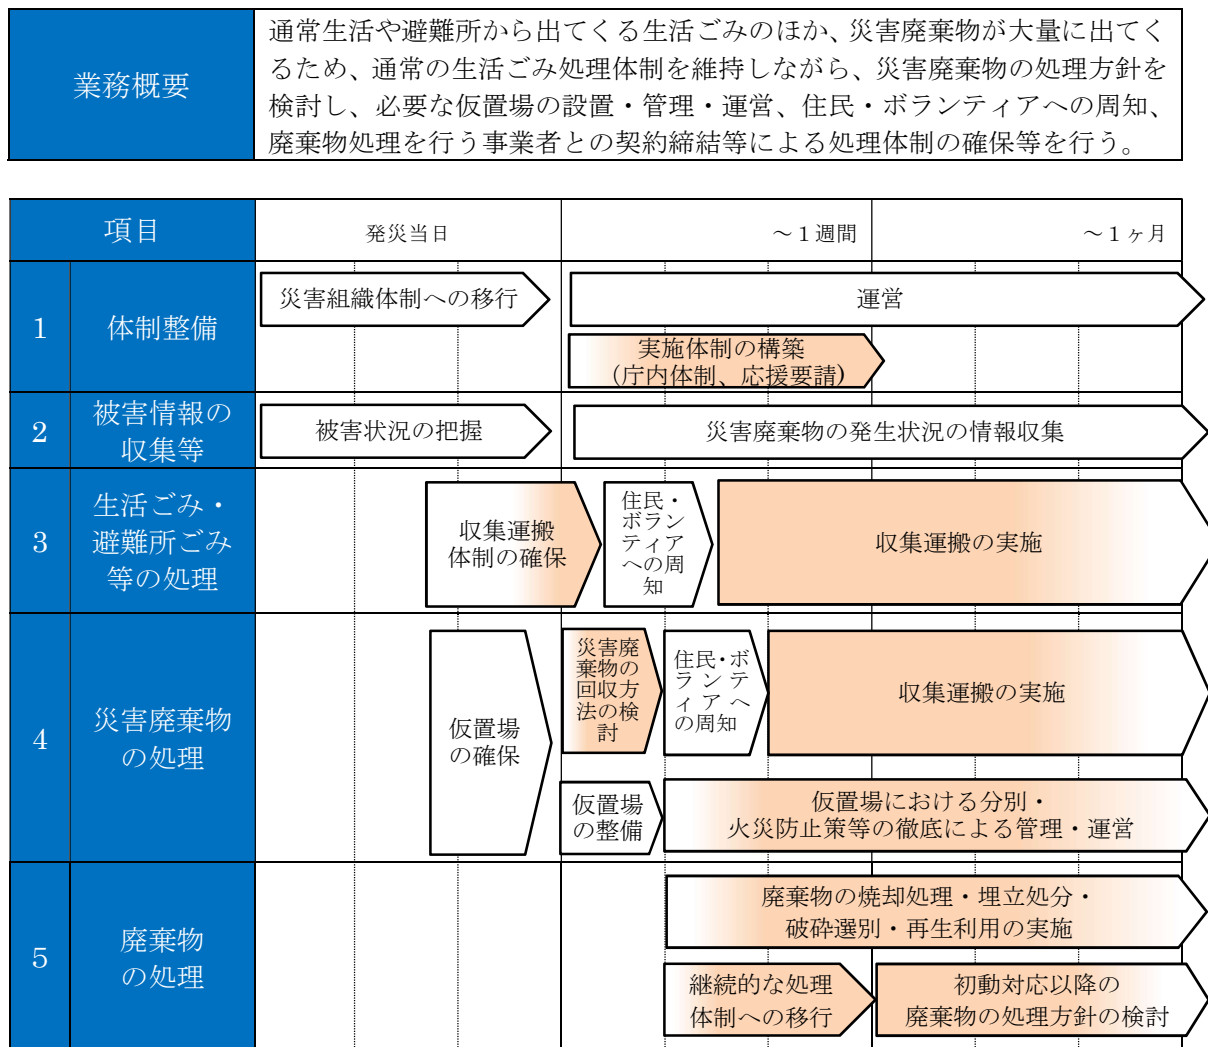 業務概要
通常生活や避難所から出てくる生活ごみのほか、災害廃棄物が大量に出てく
るため、通常の生活ごみ処理体制を維持しながら、災害廃棄物の処理方針を
検討し、必要な仮置場の設置・管理・運営、住民・ボランティアへの周知、
廃棄物処理を行う事業者との契約締結等による処理体制の確保等を行う。
項目
発災当日
～１週間
～１ヶ月
1
体制整備
災害組織体制への移行
運営
実施体制の構築
（庁内体制、応援要請）
2
被害情報の
収集等
被害状況の把握
災害廃棄物の発生状況の情報収集
3
生活ごみ・
避難所ごみ
等の処理
収集運搬
体制の確保
住民・
ボラン
ティア
への周
知
収集運搬の実施
4
災害廃棄物
の処理
仮置場
の確保
災害廃
棄物の
回収方
法の検
討
住民・ボ
ランテ
ィアへ
の周知
収集運搬の実施
仮置場
の整備
仮置場における分別・
火災防止策等の徹底による管理・運営
5
廃棄物
の処理
廃棄物の焼却処理・埋立処分・
破砕選別・再生利用の実施
継続的な処理
体制への移行
初動対応以降の
廃棄物の処理方針の検討